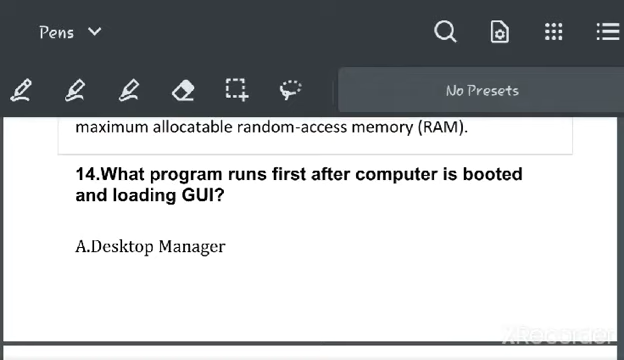 Pens
No Presets
maximum allocatable random-access memory (RAM).
14.What program runs first after computer is booted
and loading GUI?
A.Desktop Manager
XRecorder